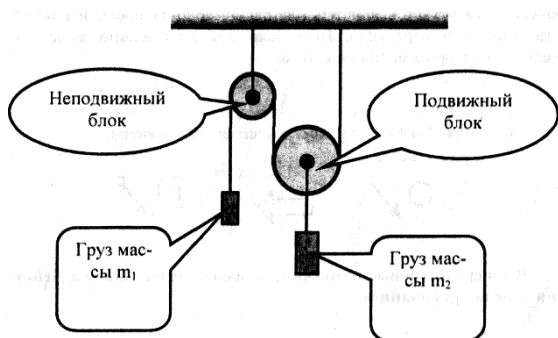 Неподвижный
блок
Подвижный
блок
Груз мас-
сы m₁
Груз мас-
сы m₂